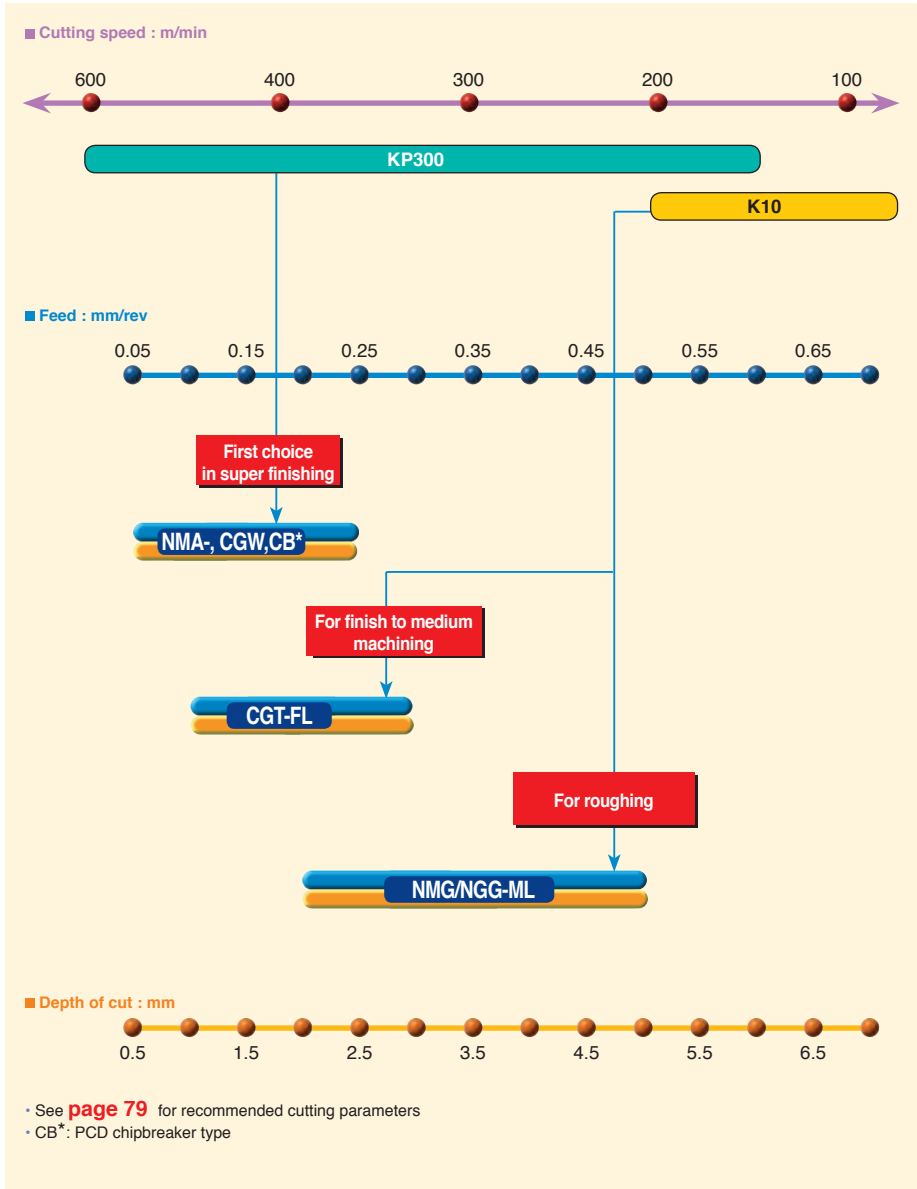 Cutting speed : m/min
600 400 300 200 100
KP300
K10
Feed : mm/rev
0.05 0.15 0.25 0.35 0.45 0.55 0.65
First choice
in super finishing
NMA-, CGW,CB*
For finish to medium
machining
CGT-FL
For roughing
NMG/NGG-ML
Depth of cut : mm
0.5 1.5 2.5 3.5 4.5 5.5 6.5
• See page 79 for recommended cutting parameters
• CB*: PCD chipbreaker type